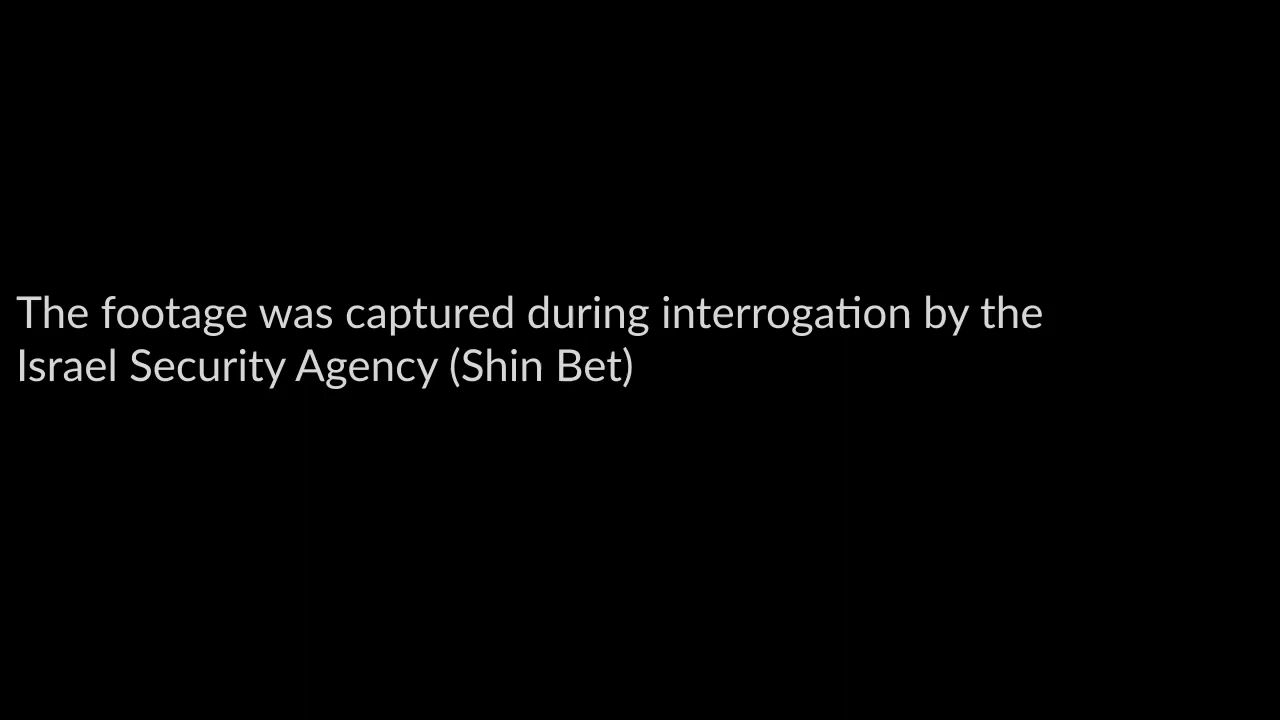 The footage was captured during interrogation by the
Israel Security Agency (Shin Bet)